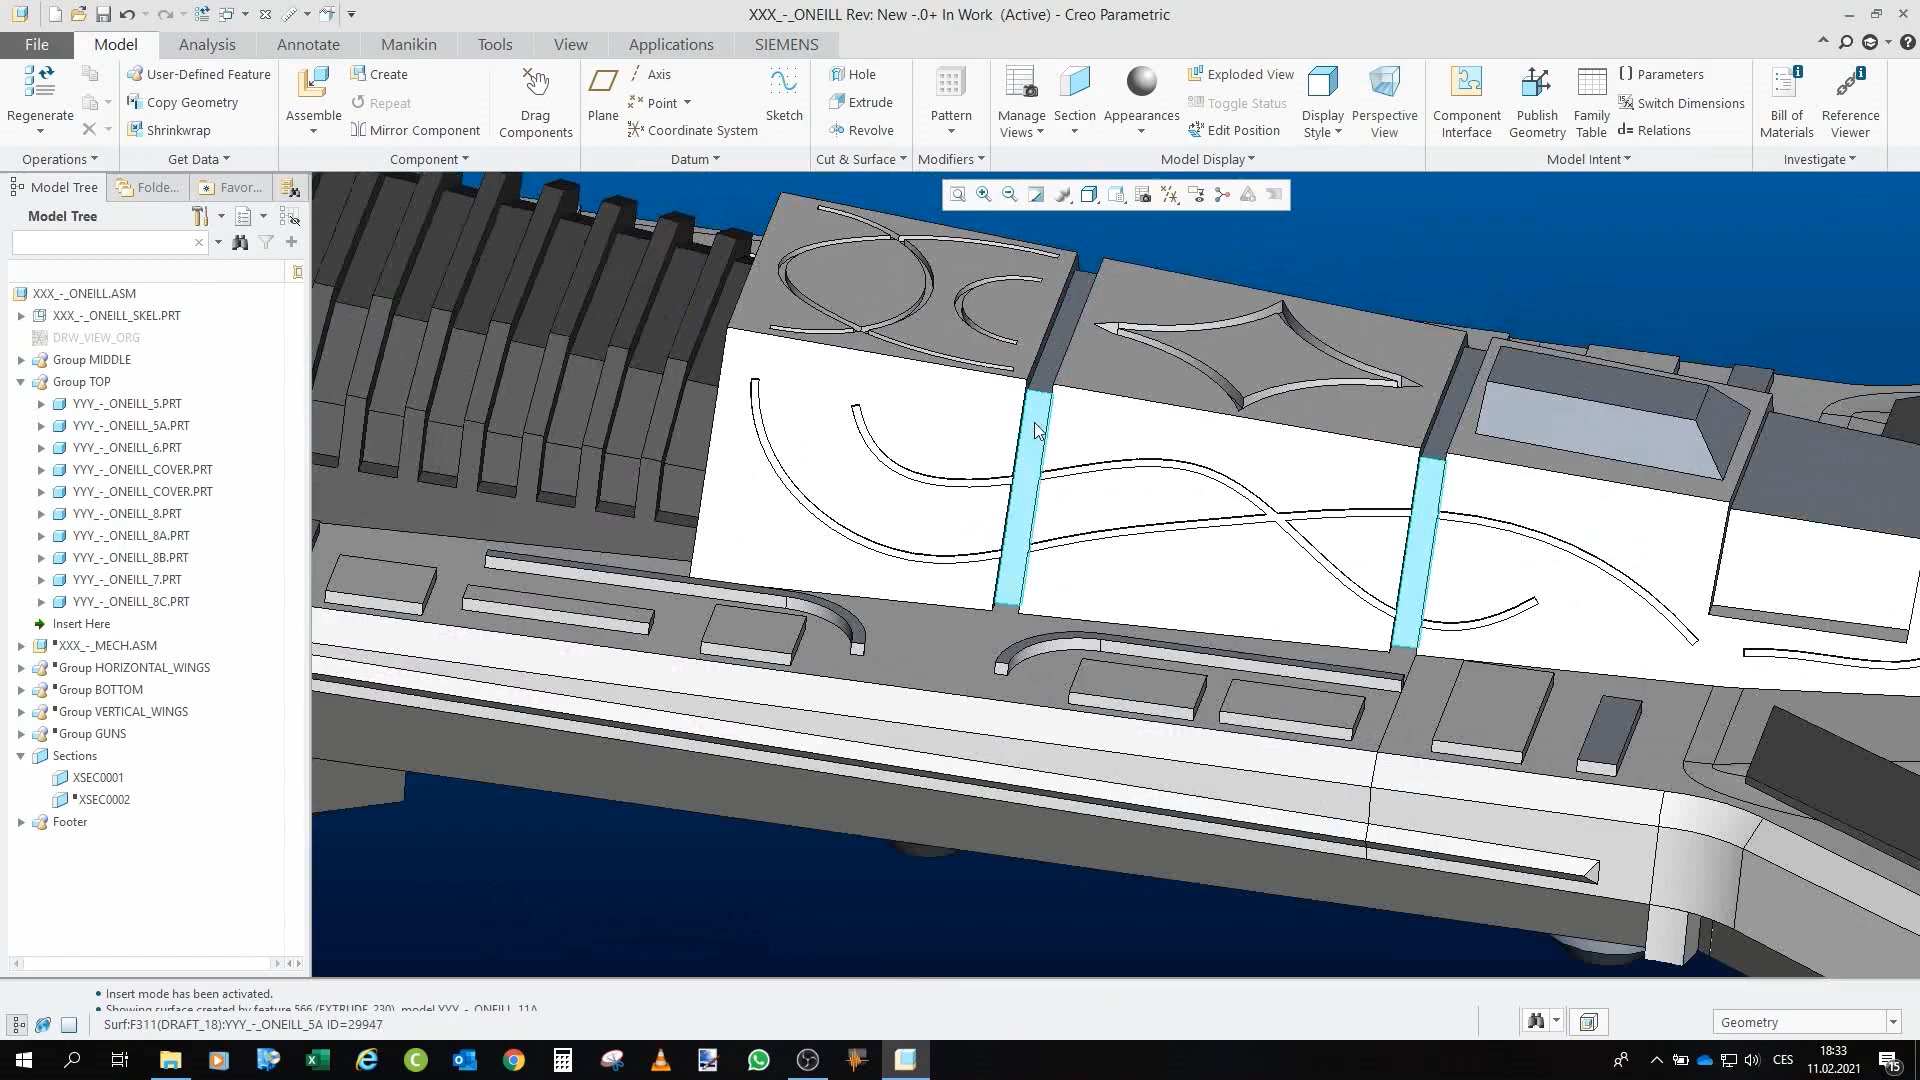 XXX_-_ONEILL Rev: New -.0+ In Work (Active) - Creo Parametric
File Model Analysis Annotate Manikin Tools View Applications SIEMENS
Regenerate
User-Defined Feature
Copy Geometry
Shrinkwrap
Assemble
Create
Repeat
Mirror Component
Drag Components
Plane
Axis
Point
Coordinate System
Sketch
Hole
Extrude
Revolve
Pattern
Manage Views
Section
Appearances
Exploded View
Toggle Status
Edit Position
Display Style
Perspective View
Component Interface
Publish Geometry
Family Table
Parameters
Switch Dimensions
Relations
Bill of Materials
Reference Viewer
Operations Get Data Component Datum Cut & Surface Modifiers Model Display Model Intent Investigate
Model Tree Folde... Favor...
Model Tree
XXX_-_ONEILL.ASM
XXX_-_ONEILL_SKEL.PRT
DRW_VIEW_ORG
Group MIDDLE
Group TOP
YYY_-_ONEILL_5.PRT
YYY_-_ONEILL_5A.PRT
YYY_-_ONEILL_6.PRT
YYY_-_ONEILL_COVER.PRT
YYY_-_ONEILL_COVER.PRT
YYY_-_ONEILL_8.PRT
YYY_-_ONEILL_8A.PRT
YYY_-_ONEILL_8B.PRT
YYY_-_ONEILL_7.PRT
YYY_-_ONEILL_8C.PRT
Insert Here
XXX_-_MECH.ASM
Group HORIZONTAL_WINGS
Group BOTTOM
Group VERTICAL_WINGS
Group GUNS
Sections
XSEC0001
XSEC0002
Footer
• Insert mode has been activated.
• Showing surface created by feature 566 (EXTRUDE_230), model YYY_-_ONEILL_11A
Surf:F311(DRAFT_18):YYY_-_ONEILL_5A ID=29947
Geometry
CES
18:33
11.02.2021
15